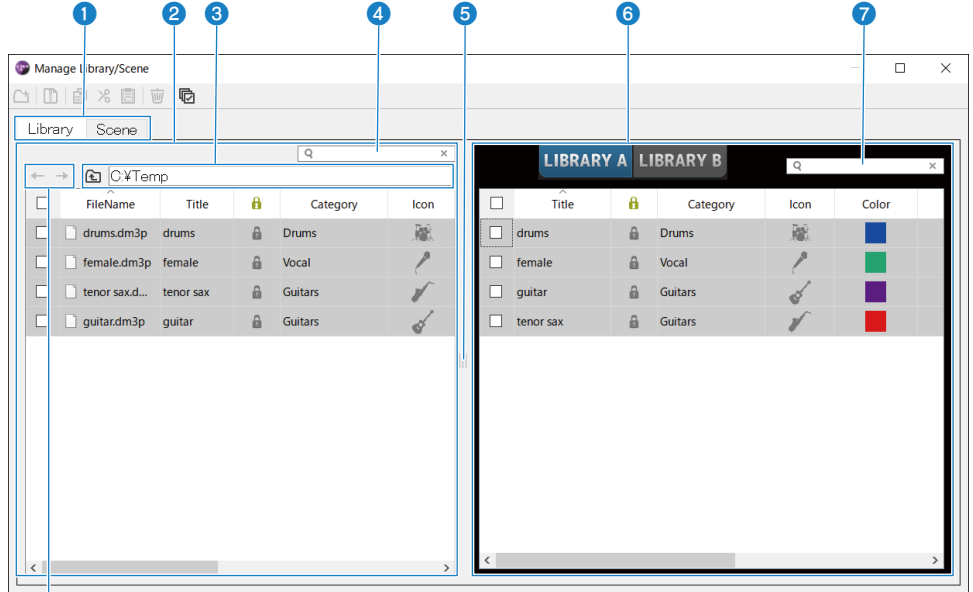 1 2 3 4 5 6 7
Manage Library/Scene
Library Scene
LIBRARY A LIBRARY B
C:¥Temp
FileName Title Category Icon
Title Category Icon Color
drums.dm3p drums Drums
drums Drums
female.dm3p female Vocal
female Vocal
tenor sax.d... tenor sax Guitars
guitar Guitars
guitar.dm3p guitar Guitars
tenor sax Guitars